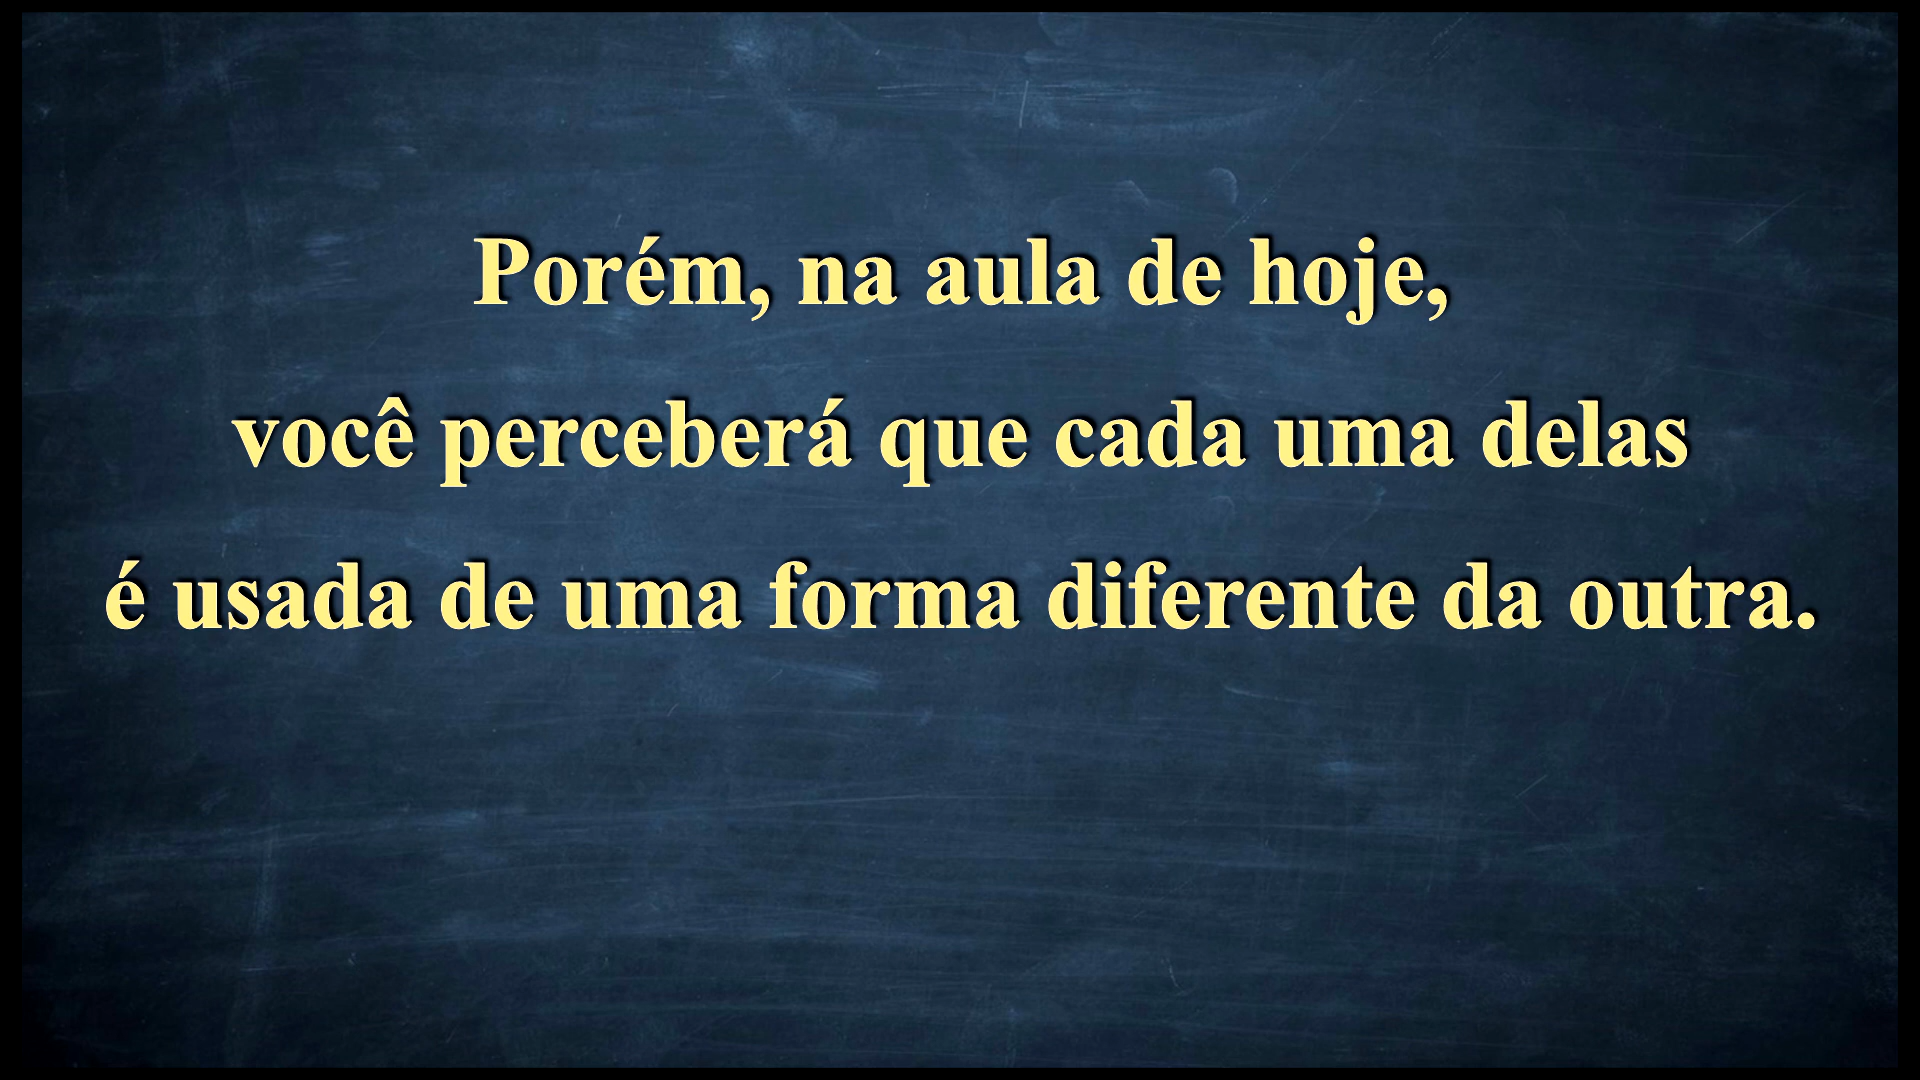 Porém, na aula de hoje,
você perceberá que cada uma delas
é usada de uma forma diferente da outra.